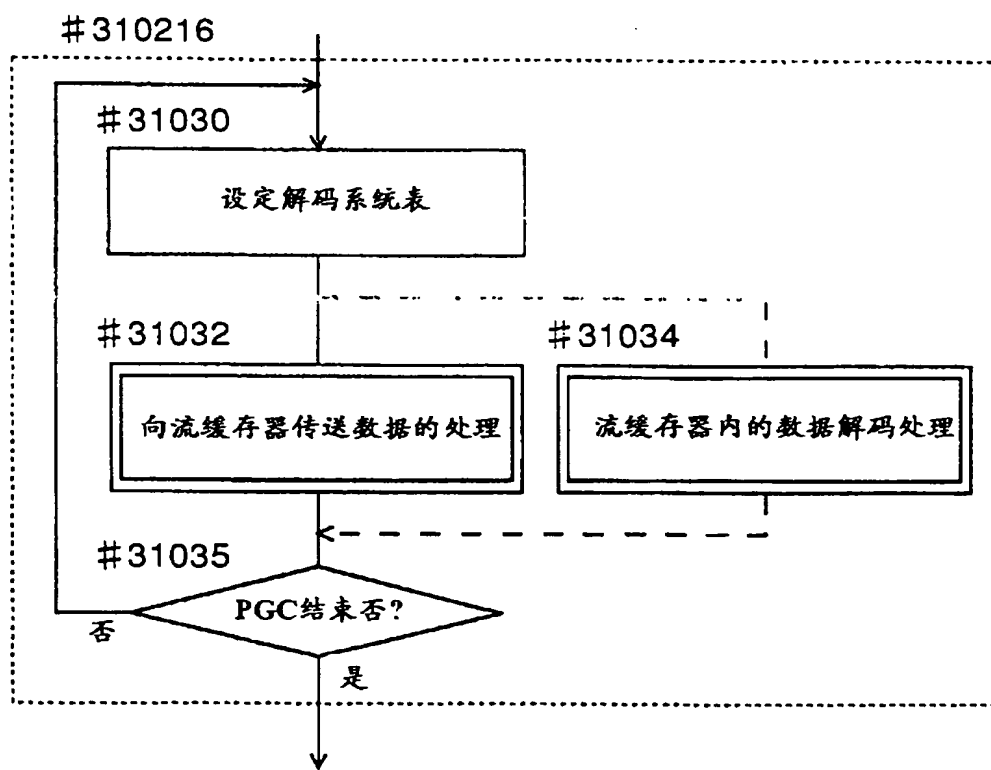 #310216
#31030
设定解码系统表
#31032
#31034
向流缓存器传送数据的处理
流缓存器内的数据解码处理
#31035
PGC结束否?
否
是